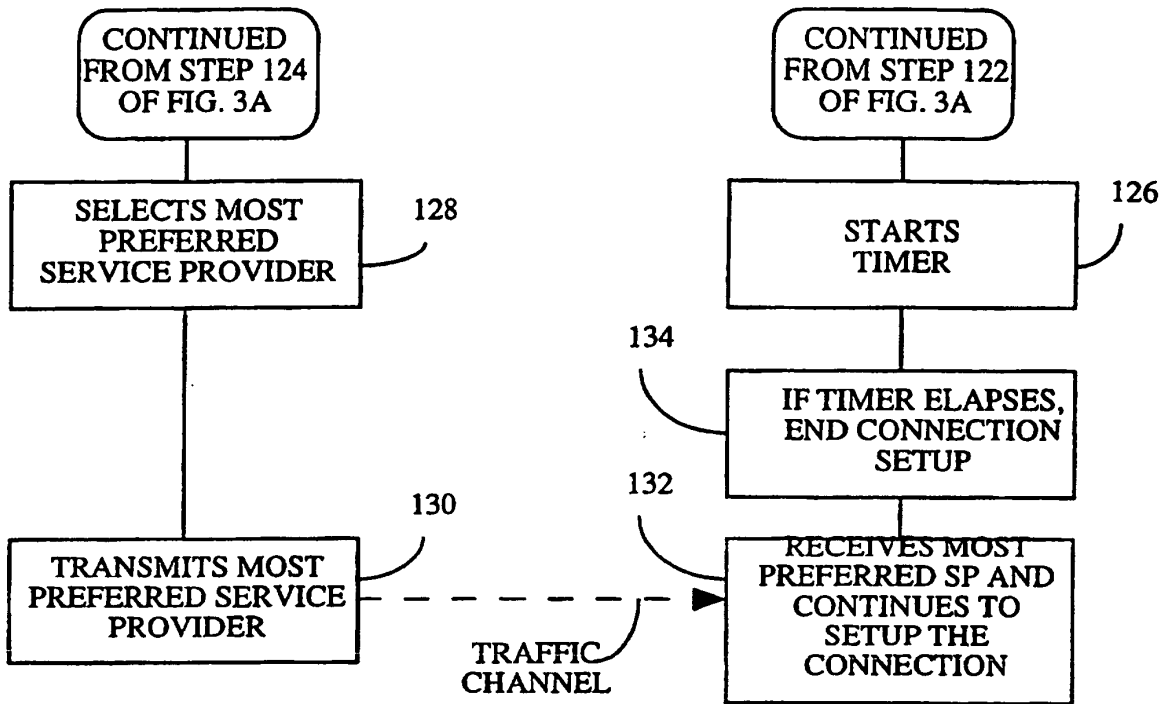 CONTINUED
FROM STEP 124
OF FIG. 3A
SELECTS MOST
PREFERRED
SERVICE PROVIDER
128
TRANSMITS MOST
PREFERRED SERVICE
PROVIDER
130
TRAFFIC
CHANNEL
CONTINUED
FROM STEP 122
OF FIG. 3A
STARTS
TIMER
126
134
IF TIMER ELAPSES,
END CONNECTION
SETUP
132
RECEIVES MOST
PREFERRED SP AND
CONTINUES TO
SETUP THE
CONNECTION